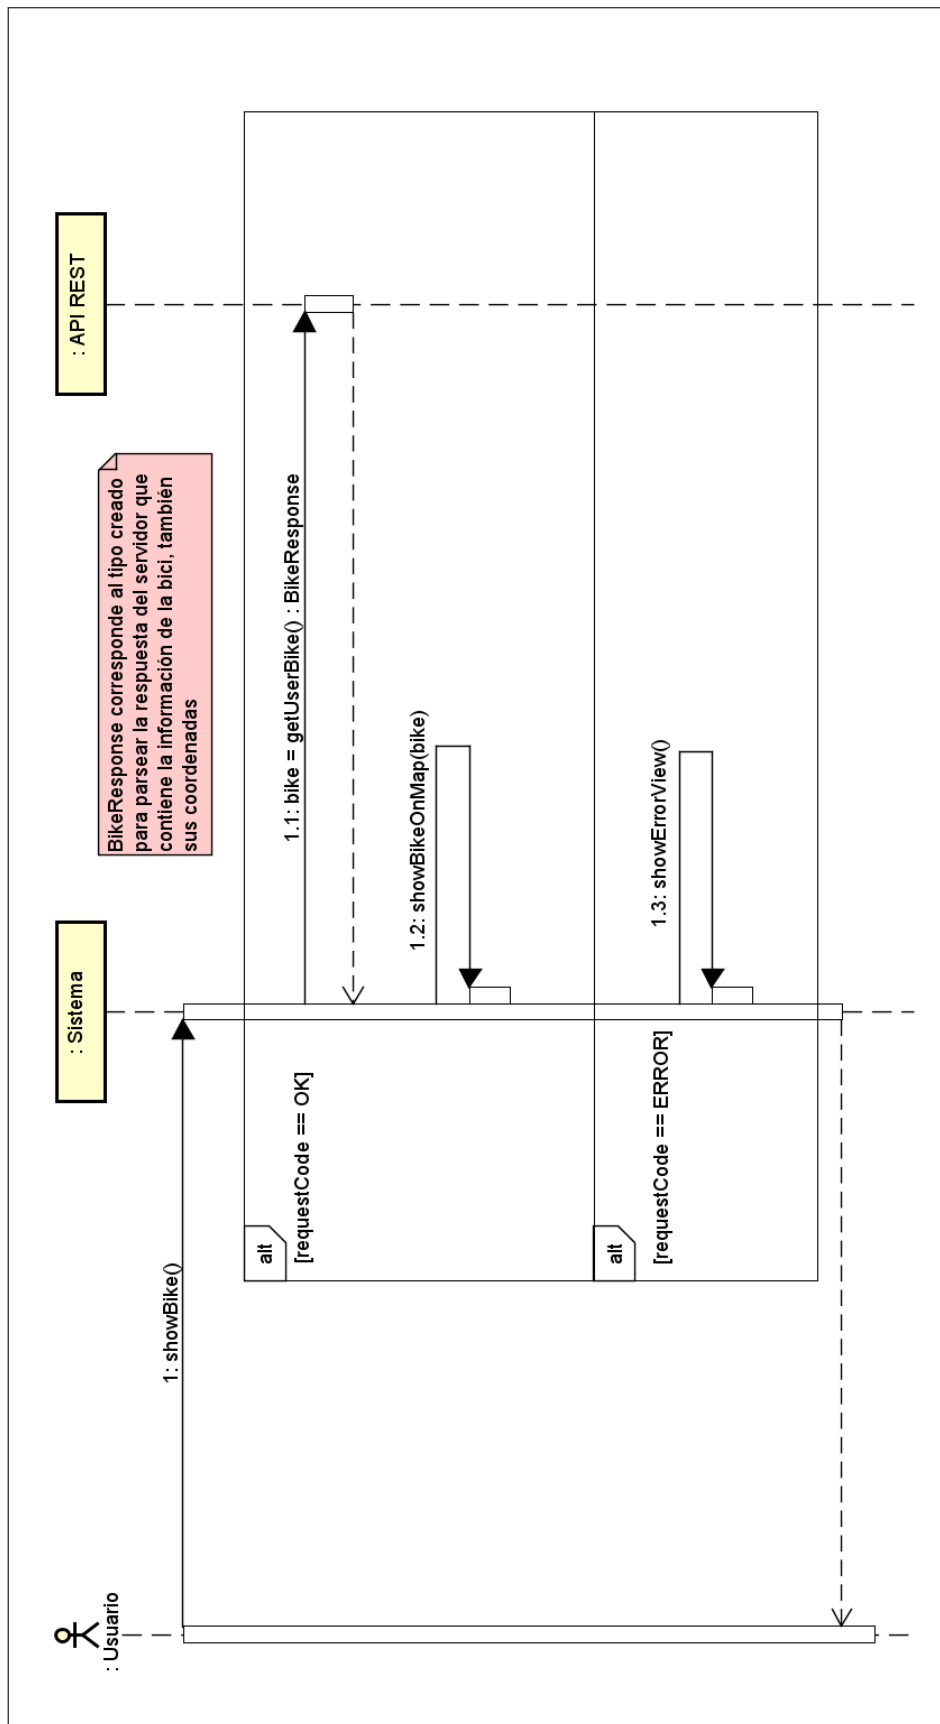 : Usuario
: Sistema
: API REST
BikeResponse corresponde al tipo creado
para parsear la respuesta del servidor que
contiene la información de la bici, también
sus coordenadas
1: showBike()
alt
[requestCode == OK]
1.1: bike = getUserBike() : BikeResponse
1.2: showBikeOnMap(bike)
alt
[requestCode == ERROR]
1.3: showErrorView()